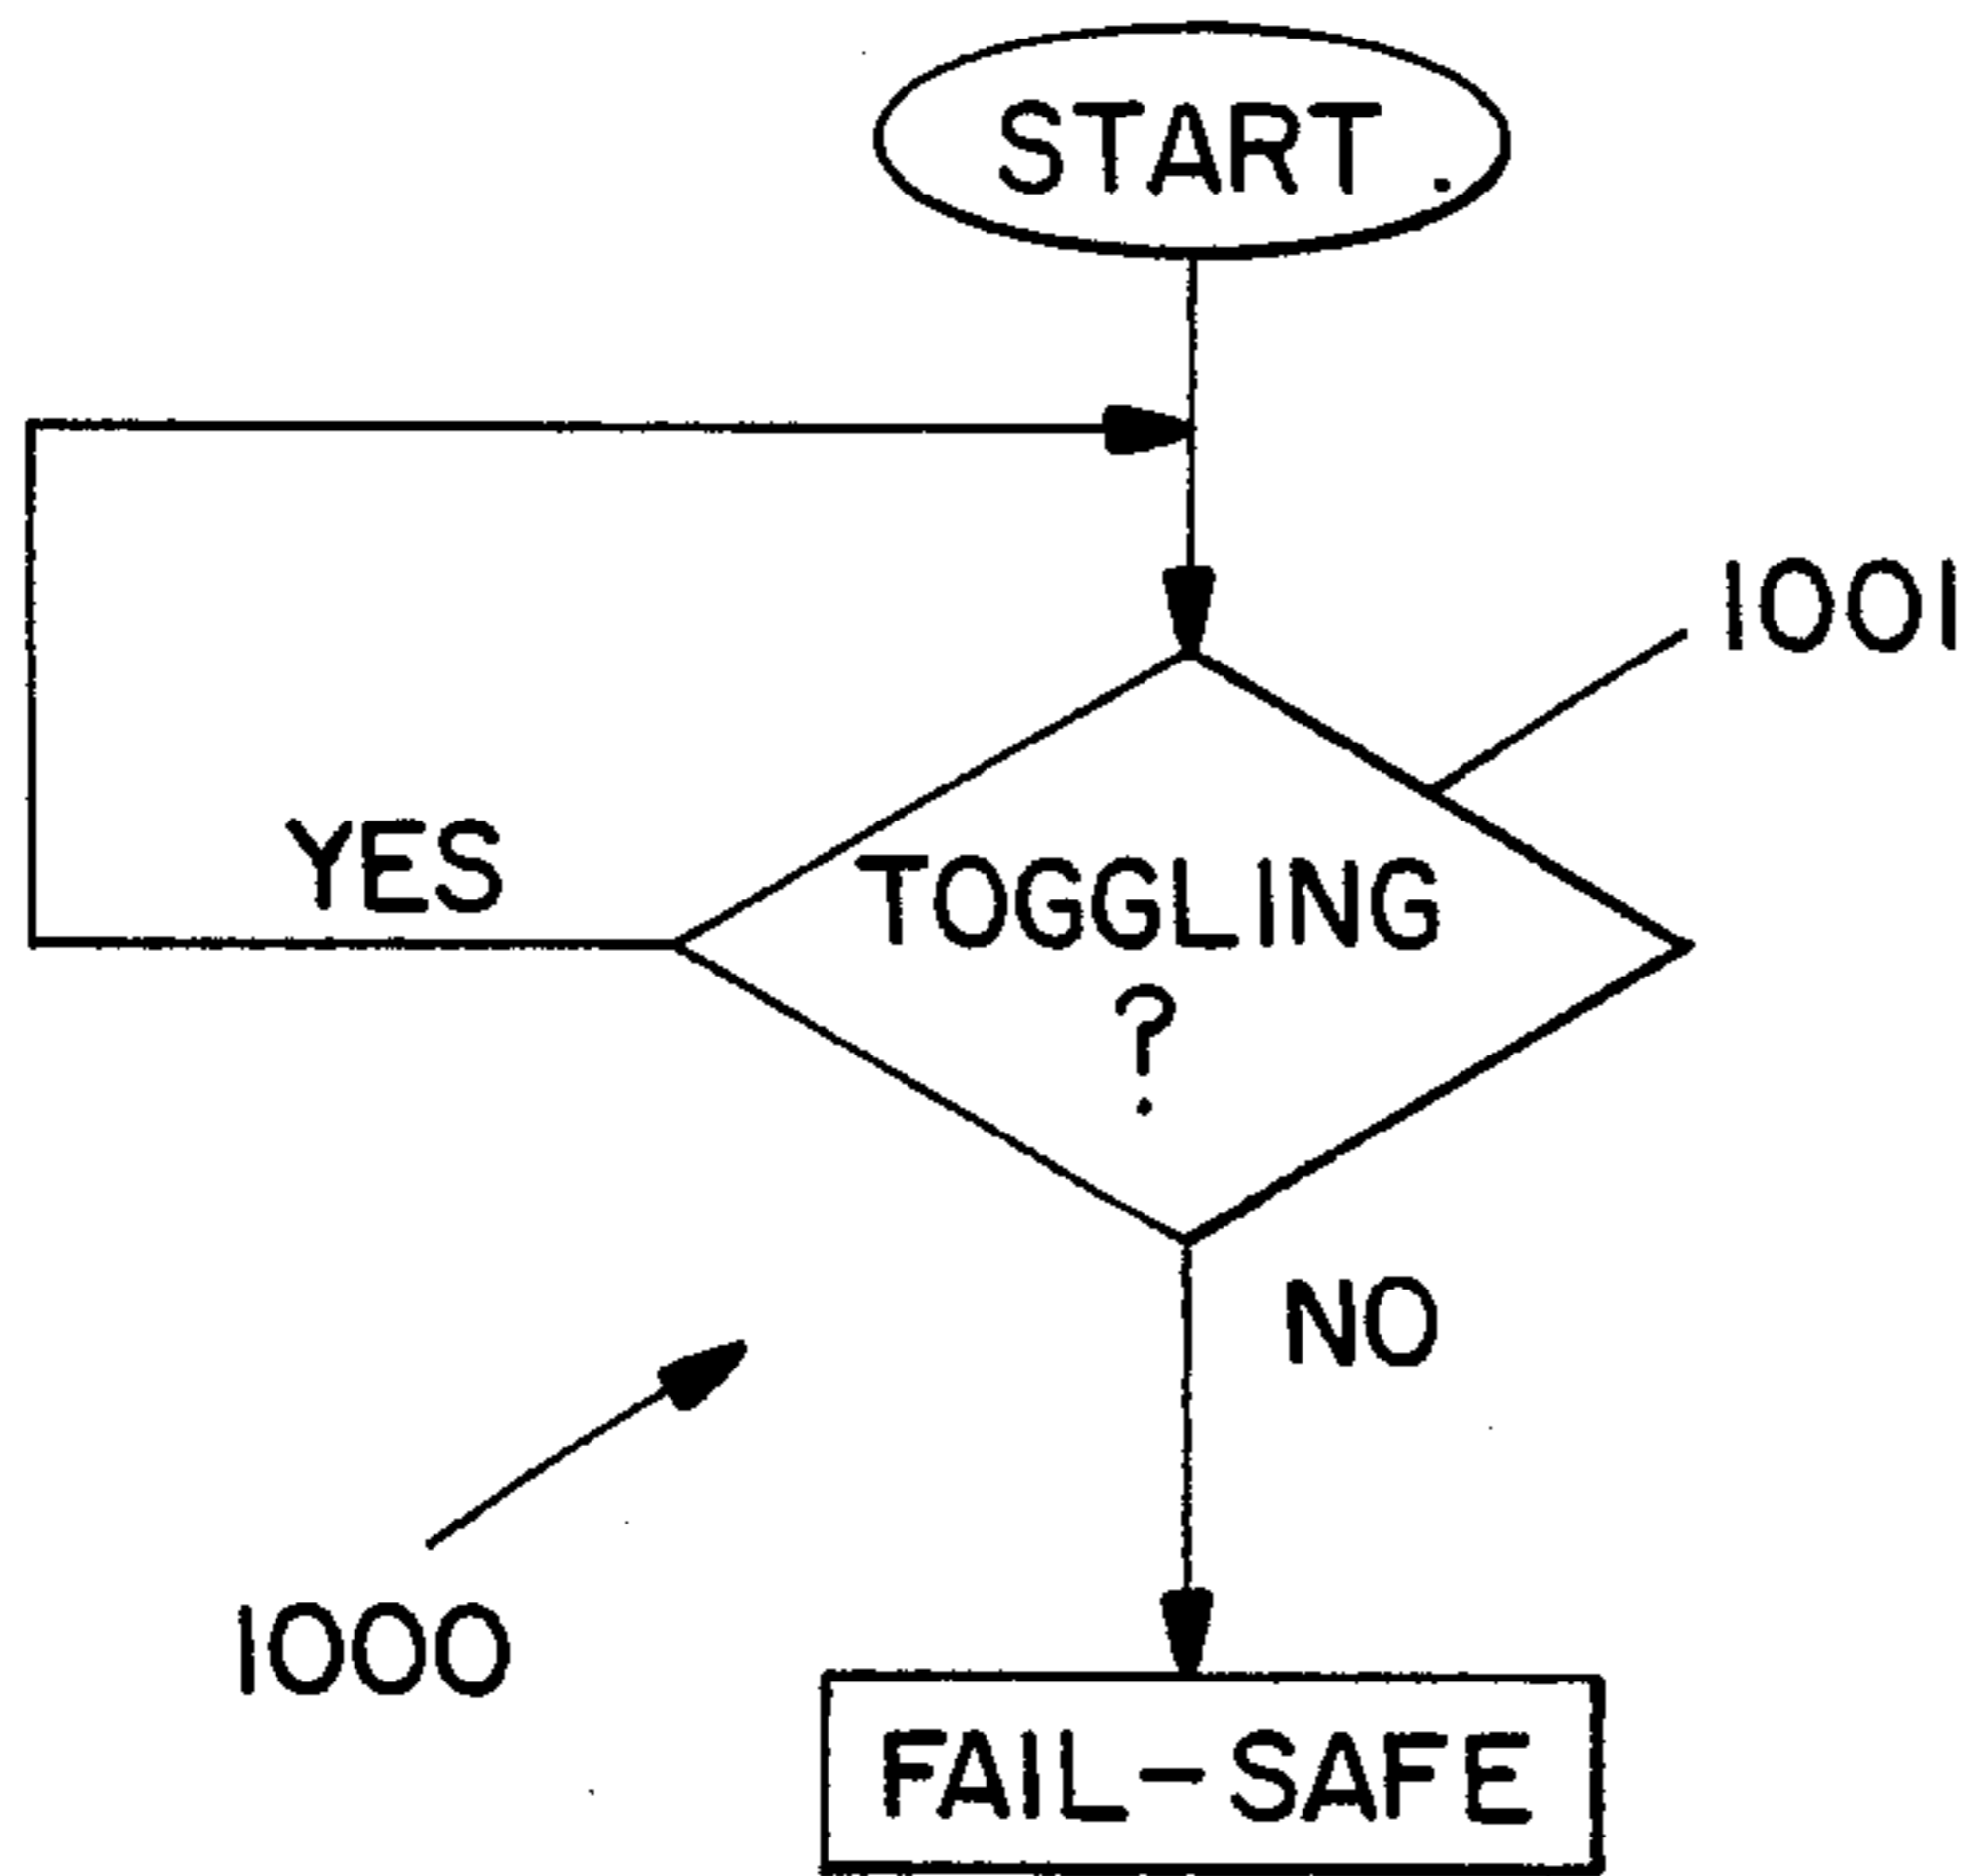 START
1001
YES
TOGGLING
?
NO
1000
FAIL-SAFE